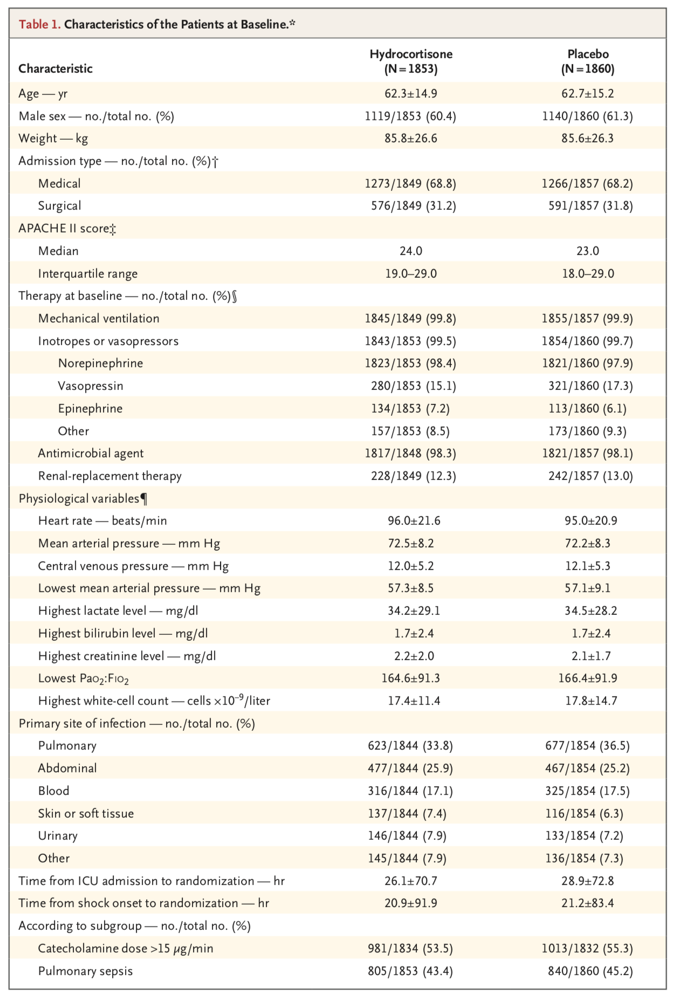 Table 1. Characteristics of the Patients at Baseline.*
Characteristic Hydrocortisone (N=1853) Placebo (N=1860)
Age — yr 62.3±14.9 62.7±15.2
Male sex — no./total no. (%) 1119/1853 (60.4) 1140/1860 (61.3)
Weight — kg 85.8±26.6 85.6±26.3
Admission type — no./total no. (%)†
Medical 1273/1849 (68.8) 1266/1857 (68.2)
Surgical 576/1849 (31.2) 591/1857 (31.8)
APACHE II score‡
Median 24.0 23.0
Interquartile range 19.0–29.0 18.0–29.0
Therapy at baseline — no./total no. (%)§
Mechanical ventilation 1845/1849 (99.8) 1855/1857 (99.9)
Inotropes or vasopressors 1843/1853 (99.5) 1854/1860 (99.7)
Norepinephrine 1823/1853 (98.4) 1821/1860 (97.9)
Vasopressin 280/1853 (15.1) 321/1860 (17.3)
Epinephrine 134/1853 (7.2) 113/1860 (6.1)
Other 157/1853 (8.5) 173/1860 (9.3)
Antimicrobial agent 1817/1848 (98.3) 1821/1857 (98.1)
Renal-replacement therapy 228/1849 (12.3) 242/1857 (13.0)
Physiological variables¶
Heart rate — beats/min 96.0±21.6 95.0±20.9
Mean arterial pressure — mm Hg 72.5±8.2 72.2±8.3
Central venous pressure — mm Hg 12.0±5.2 12.1±5.3
Lowest mean arterial pressure — mm Hg 57.3±8.5 57.1±9.1
Highest lactate level — mg/dl 34.2±29.1 34.5±28.2
Highest bilirubin level — mg/dl 1.7±2.4 1.7±2.4
Highest creatinine level — mg/dl 2.2±2.0 2.1±1.7
Lowest PaO₂:FIO₂ 164.6±91.3 166.4±91.9
Highest white-cell count — cells ×10⁻⁹/liter 17.4±11.4 17.8±14.7
Primary site of infection — no./total no. (%)
Pulmonary 623/1844 (33.8) 677/1854 (36.5)
Abdominal 477/1844 (25.9) 467/1854 (25.2)
Blood 316/1844 (17.1) 325/1854 (17.5)
Skin or soft tissue 137/1844 (7.4) 116/1854 (6.3)
Urinary 146/1844 (7.9) 133/1854 (7.2)
Other 145/1844 (7.9) 136/1854 (7.3)
Time from ICU admission to randomization — hr 26.1±70.7 28.9±72.8
Time from shock onset to randomization — hr 20.9±91.9 21.2±83.4
According to subgroup — no./total no. (%)
Catecholamine dose >15 μg/min 981/1834 (53.5) 1013/1832 (55.3)
Pulmonary sepsis 805/1853 (43.4) 840/1860 (45.2)